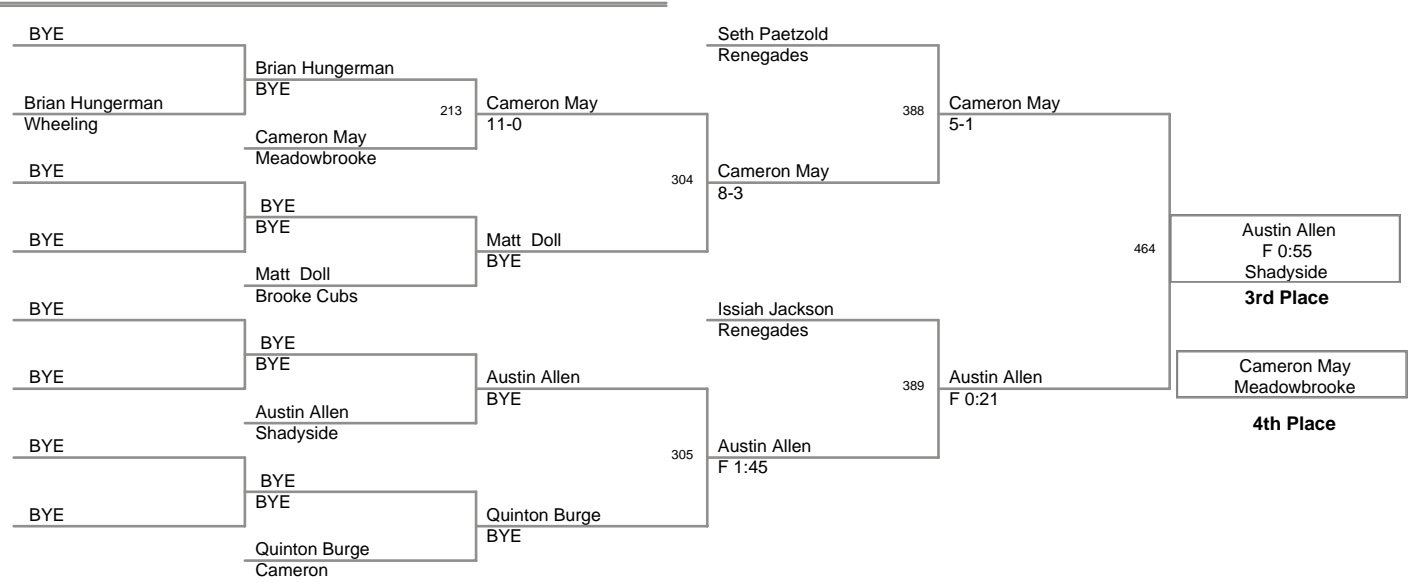 BYE
Brian Hungerman
Wheeling
BYE
BYE
BYE
BYE
BYE
BYE
Brian Hungerman
BYE
213
Cameron May
Meadowbrooke
BYE
BYE
Matt  Doll
Brooke Cubs
BYE
BYE
Austin Allen
Shadyside
BYE
BYE
Quinton Burge
Cameron
Cameron May
11-0
304
Matt  Doll
BYE
Austin Allen
BYE
305
Quinton Burge
BYE
Seth Paetzold
Renegades
388
Cameron May
8-3
Issiah Jackson
Renegades
389
Austin Allen
F 1:45
Cameron May
5-1
464
Austin Allen
F 0:21
Austin Allen
F 0:55
Shadyside
3rd Place
Cameron May
Meadowbrooke
4th Place